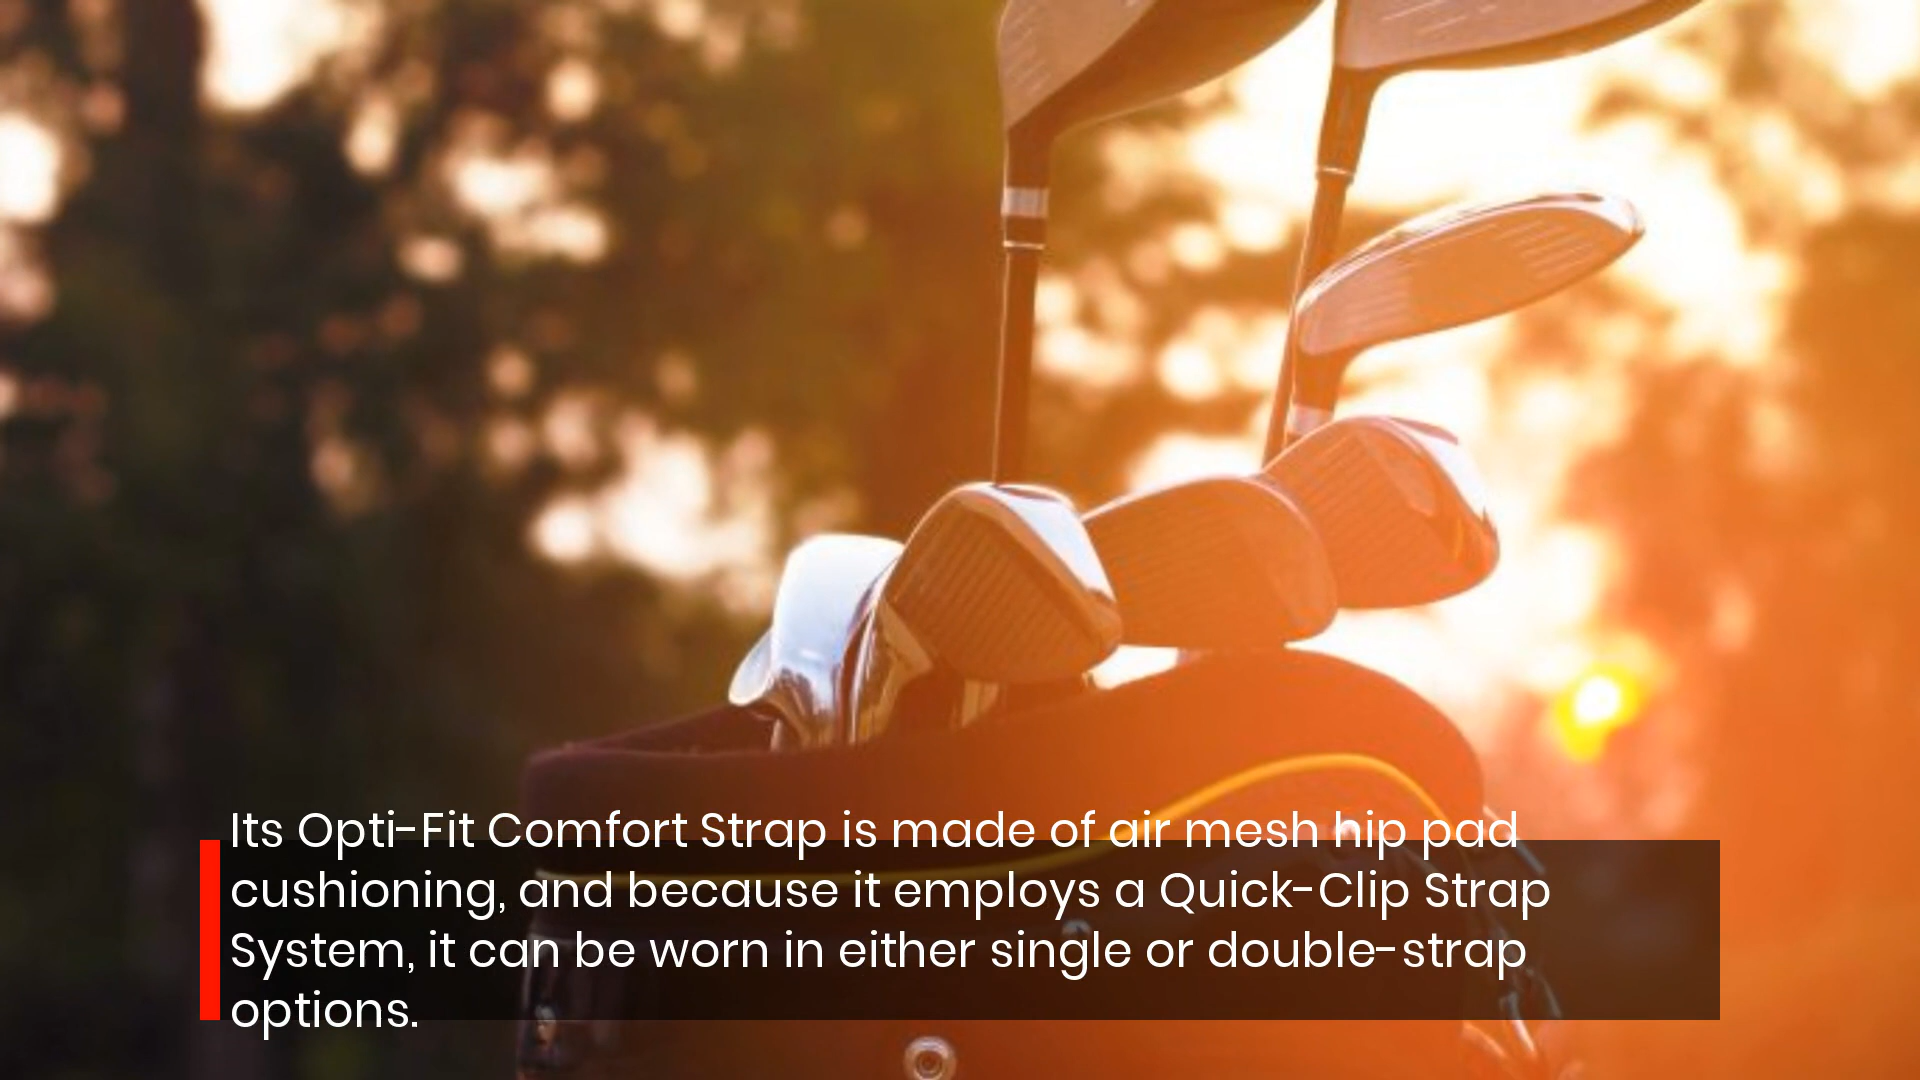 Its Opti-Fit Comfort Strap is made of air mesh hip pad
cushioning, and because it employs a Quick-Clip Strap
System, it can be worn in either single or double-strap
options.